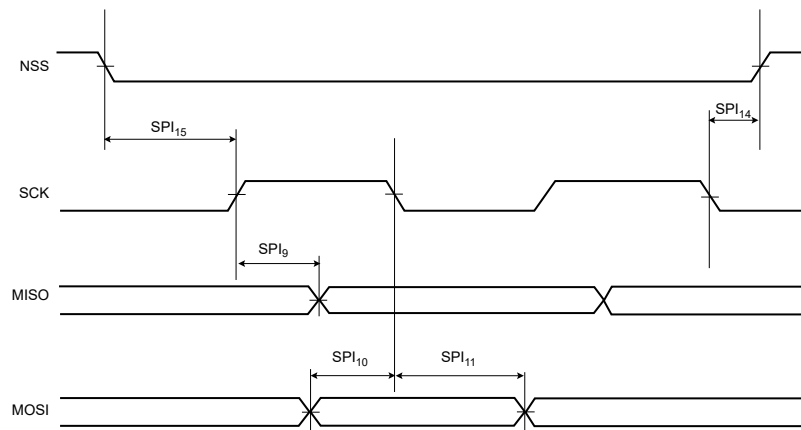 NSS
SPI₁₅
SPI₁₄
SCK
SPI₉
MISO
SPI₁₀
SPI₁₁
MOSI